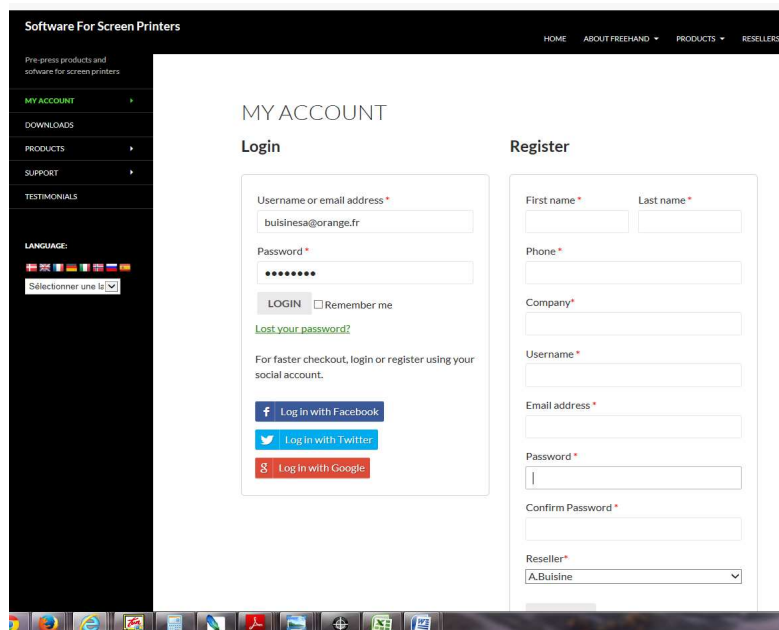 Software For Screen Printers
HOME ABOUT FREEHAND PRODUCTS RESELLERS
Pre-press products and
sofware for screen printers
MY ACCOUNT
DOWNLOADS
PRODUCTS
SUPPORT
TESTIMONIALS
LANGUAGE:
Sélectionner une la
MY ACCOUNT
Login
Username or email address *
buisinesa@orange.fr
Password *
LOGIN Remember me
Lost your password?
For faster checkout, login or register using your
social account.
f Log in with Facebook
Log in with Twitter
g Log in with Google
Register
First name * Last name *
Phone *
Company*
Username *
Email address *
Password *
Confirm Password *
Reseller*
A.Buisine